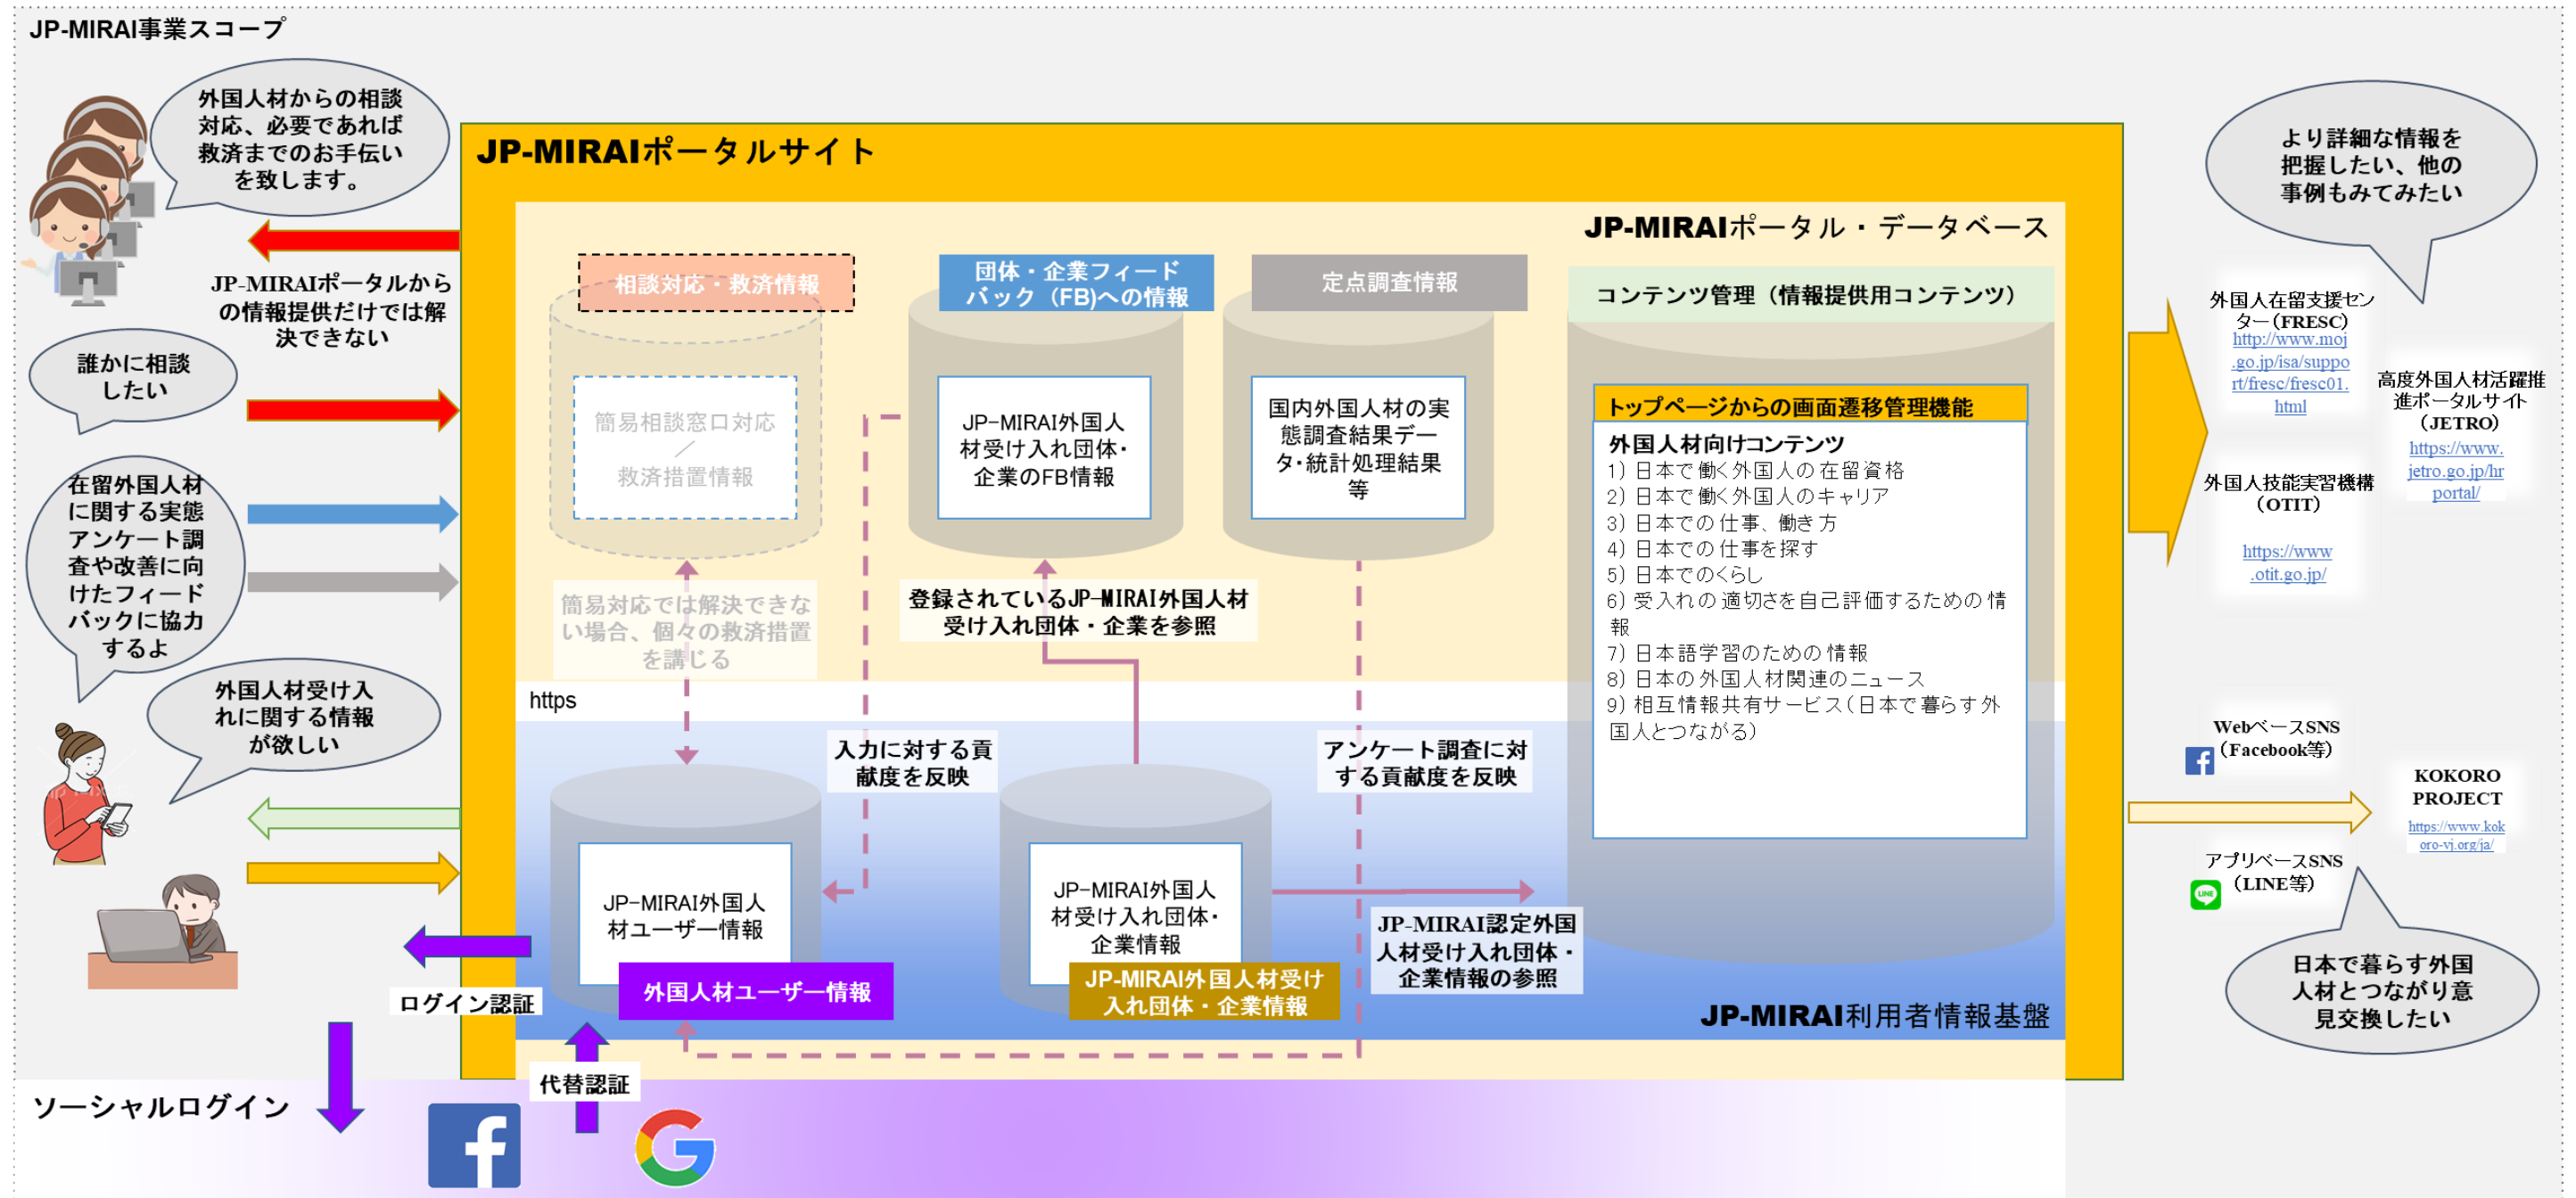 JP-MIRAI事業スコープ
外国人材からの相談
対応、必要であれば
救済までのお手伝い
を致します。
JP-MIRAIポータルから
の情報提供だけでは解
決できない
誰かに相談
したい
在留外国人材
に関する実態
アンケート調
査や改善に向
けたフィード
バックに協力
するよ
外国人材受け入
れに関する情報
が欲しい
JP-MIRAIポータルサイト
JP-MIRAIポータル・データベース
相談対応・救済情報
簡易相談窓口対応
／
救済措置情報
簡易対応では解決できな
い場合、個々の救済措置
を講じる
団体・企業フィード
バック（FB)への情報
JP-MIRAI外国人
材受け入れ団体・
企業のFB情報
登録されているJP-MIRAI外国人材
受け入れ団体・企業を参照
定点調査情報
国内外国人材の実
態調査結果デー
タ・統計処理結果
等
コンテンツ管理（情報提供用コンテンツ）
トップページからの画面遷移管理機能
外国人材向けコンテンツ
1）日本で働く外国人の在留資格
2）日本で働く外国人のキャリア
3）日本での仕事、働き方
4）日本での仕事を探す
5）日本でのくらし
6）受入れの適切さを自己評価するための情
報
7）日本語学習のための情報
8）日本の外国人材関連のニュース
9）相互情報共有サービス（日本で暮らす外
国人とつながる）
https
入力に対する貢
献度を反映
アンケート調査に対
する貢献度を反映
JP-MIRAI外国人
材ユーザー情報
外国人材ユーザー情報
JP-MIRAI外国人
材受け入れ団体・
企業情報
JP-MIRAI外国人材受け
入れ団体・企業情報
JP-MIRAI認定外国
人材受け入れ団体・
企業情報の参照
JP-MIRAI利用者情報基盤
ログイン認証
代替認証
ソーシャルログイン
より詳細な情報を
把握したい、他の
事例もみてみたい
外国人在留支援セン
ター（FRESC）
http://www.moj
.go.jp/isa/suppo
rt/fresc/fresc01.
html
高度外国人材活躍推
進ポータルサイト
（JETRO）
https://www.
jetro.go.jp/hr
portal/
外国人技能実習機構
（OTIT）
https://www
.otit.go.jp/
WebベースSNS
（Facebook等）
KOKORO
PROJECT
https://www.kok
oro-vj.org/ja/
アプリベースSNS
（LINE等）
LINE
日本で暮らす外国
人材とつながり意
見交換したい